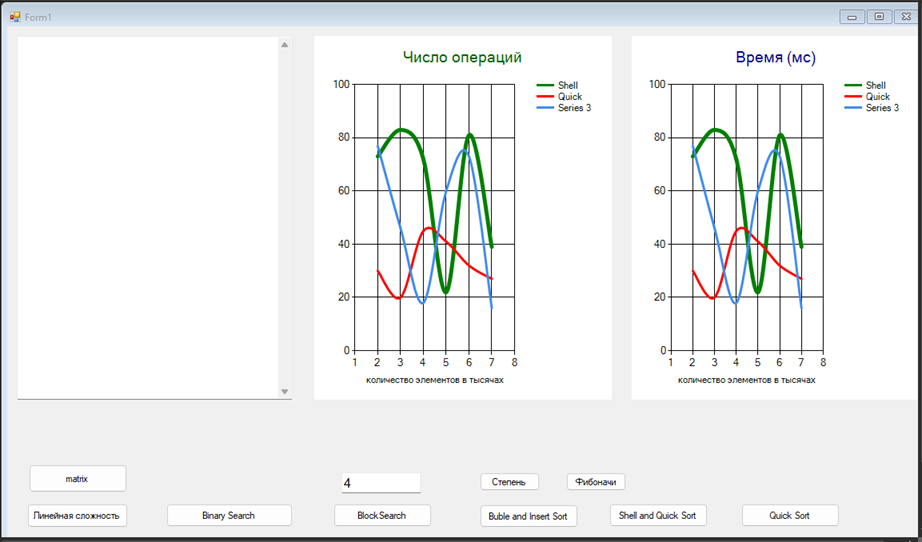 Form1
Число операций
100
80
60
40
20
0
1 2 3 4 5 6 7 8
количество элементов в тысячах
Shell
Quick
Series 3
Время (мс)
100
80
60
40
20
0
1 2 3 4 5 6 7 8
количество элементов в тысячах
Shell
Quick
Series 3
matrix
4
Степень
Фибоначи
Пинейная сложность
Binary Search
BlockSearch
Buble and Insert Sort
Shell and Quick Sort
Quick Sort